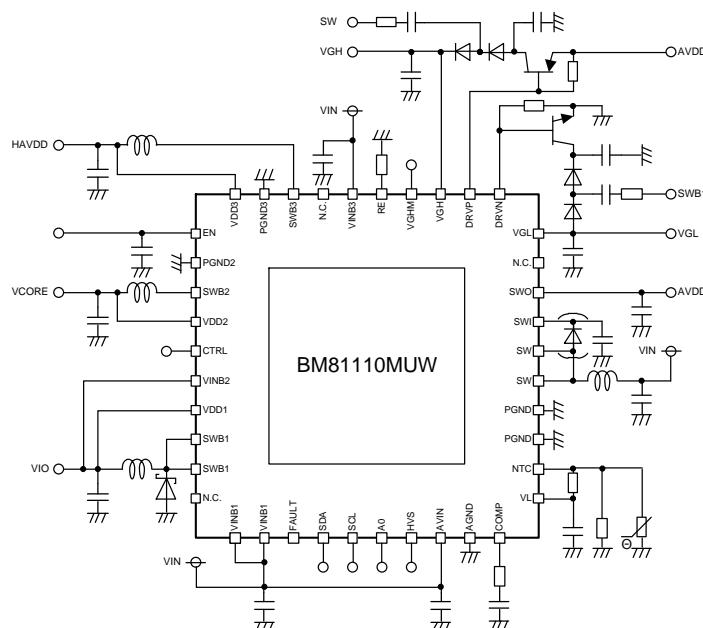 SW
VGH
AVDD
VIN
HAVDD
SWB1
VDD3
PGND3
SWB3
N.C.
VINB3
RE
VGHM
VGH
DRVP
DRVN
EN
PGND2
VCORE
SWB2
VDD2
CTRL
VINB2
VDD1
SWB1
VIO
SWB1
N.C.
BM81110MUW
VGL
VGL
N.C.
SWO
AVDD
SWI
SW
VIN
SW
PGND
PGND
NTC
VL
VINB1
VINB1
FAULT
SDA
SCL
A0
HVS
AVIN
AGND
COMP
VIN